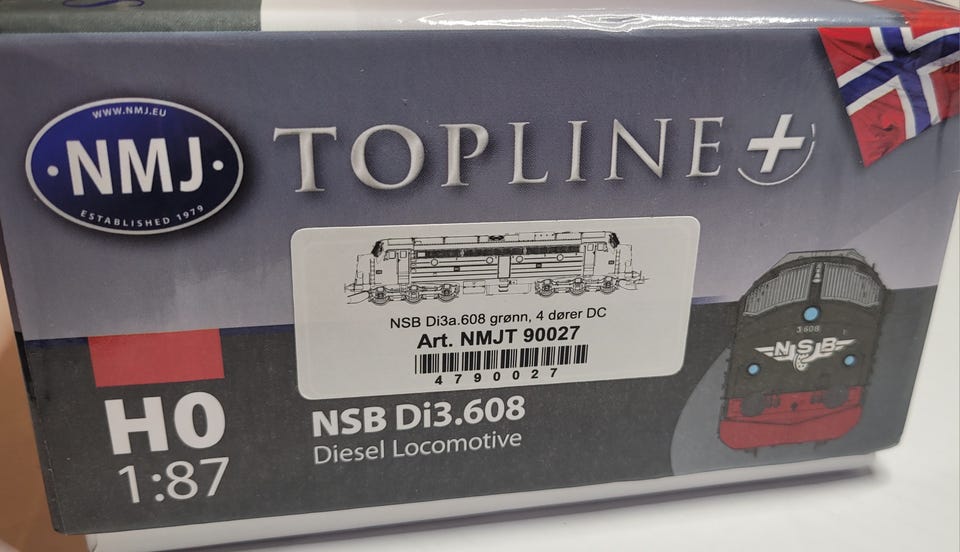 WWW.NMJ.EU
NMJ
ESTABLISHED 1979
TOPLINE+
NSB Di3a.608 grønn, 4 dører DC
Art. NMJT 90027
4790027
H0
1:87
NSB Di3.608
Diesel Locomotive
3 608
NSB